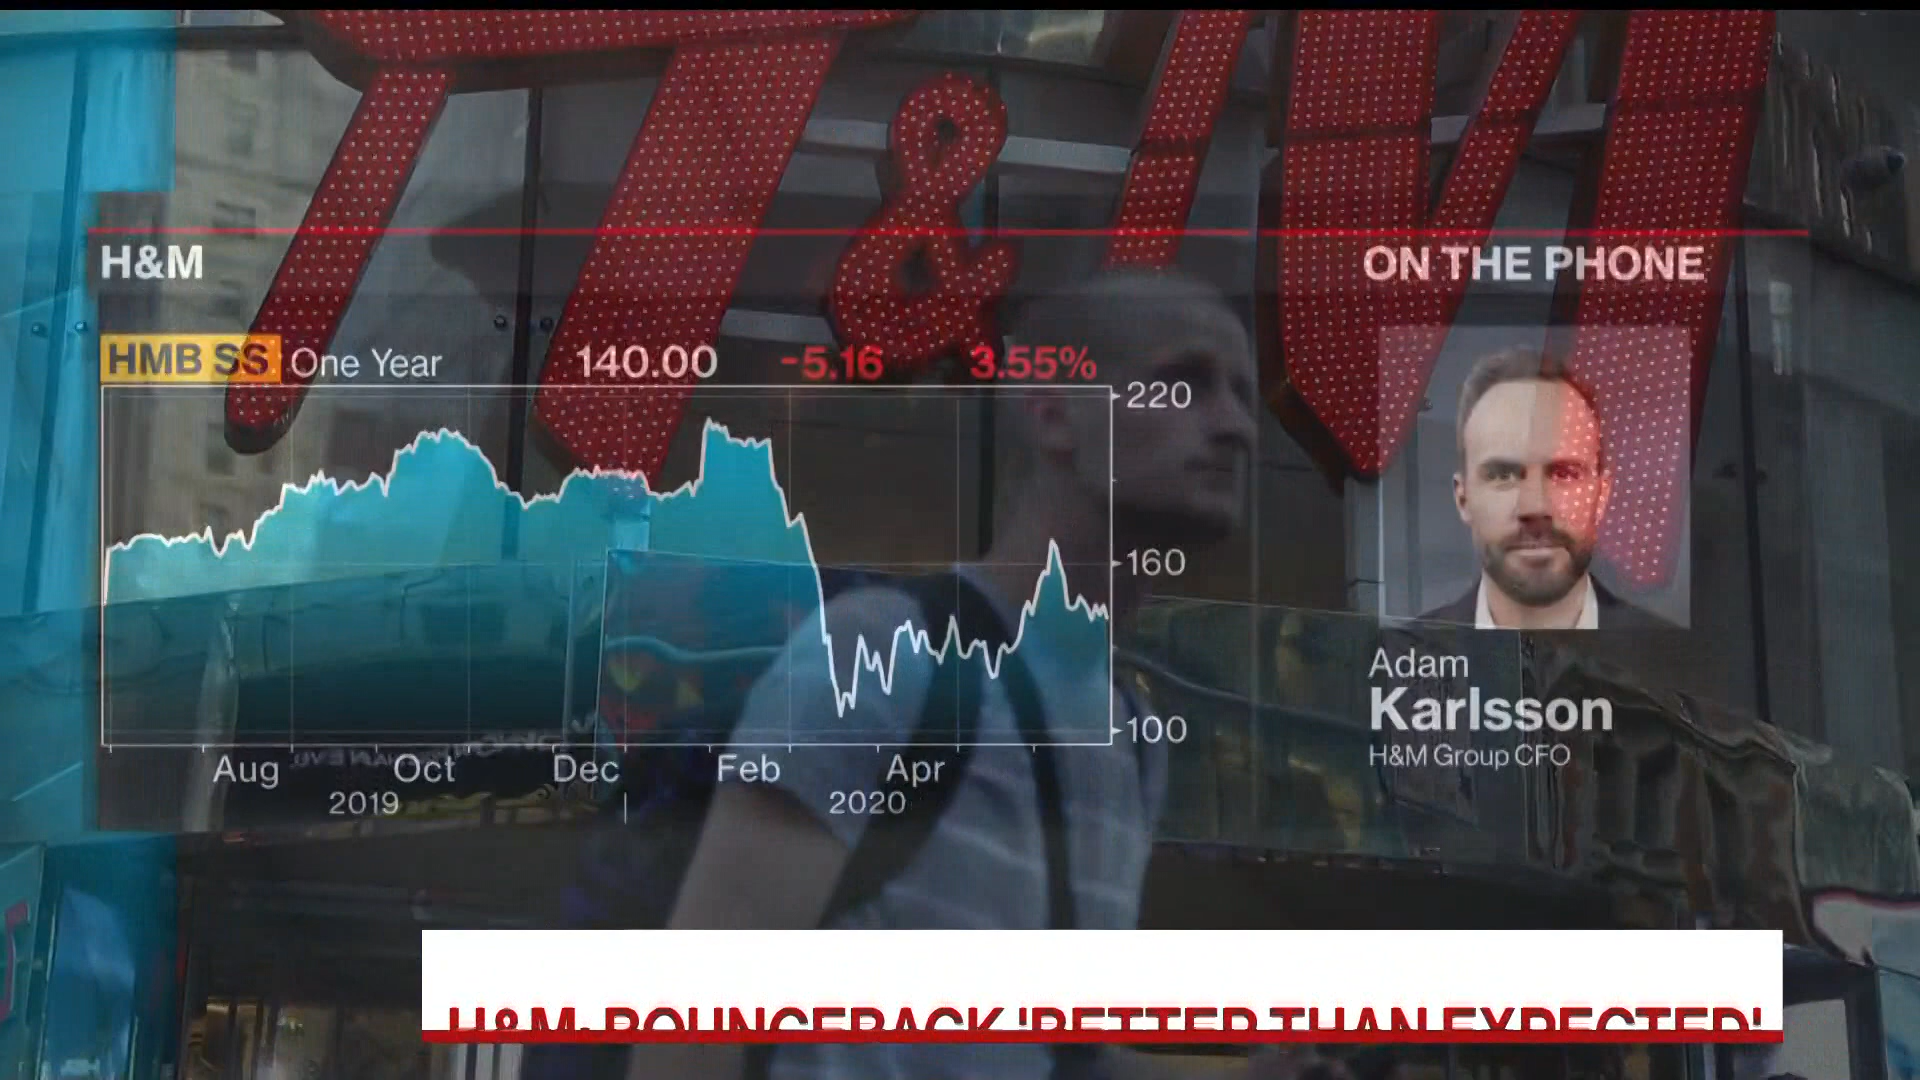 H&M
H&M
ON THE PHONE
HMB SS One Year 140.00 -5.16 3.55%
220
160
100
Aug Oct Dec Feb Apr
2019 2020
Adam
Karlsson
H&M Group CFO
H&M: BOUNCEBACK 'BETTER THAN EXPECTED'